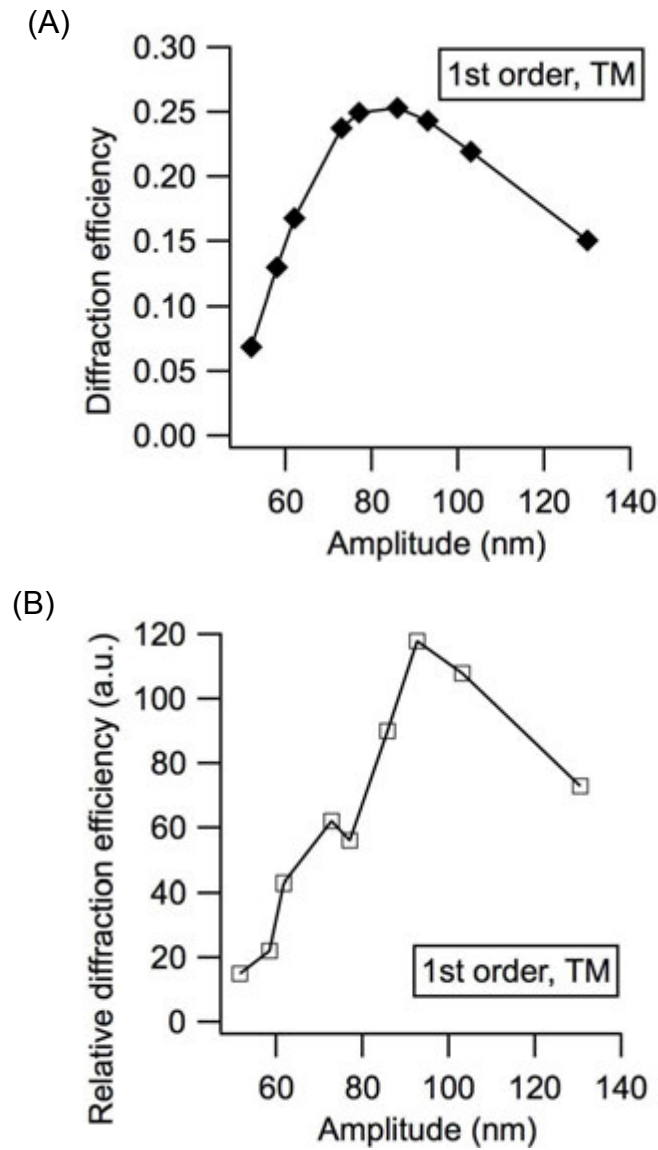 (A)
0.30
0.25
0.20
0.15
0.10
0.05
0.00
Diffraction efficiency
1st order, TM
60 80 100 120 140
Amplitude (nm)
(B)
120
100
80
60
40
20
0
Relative diffraction efficiency (a.u.)
1st order, TM
60 80 100 120 140
Amplitude (nm)